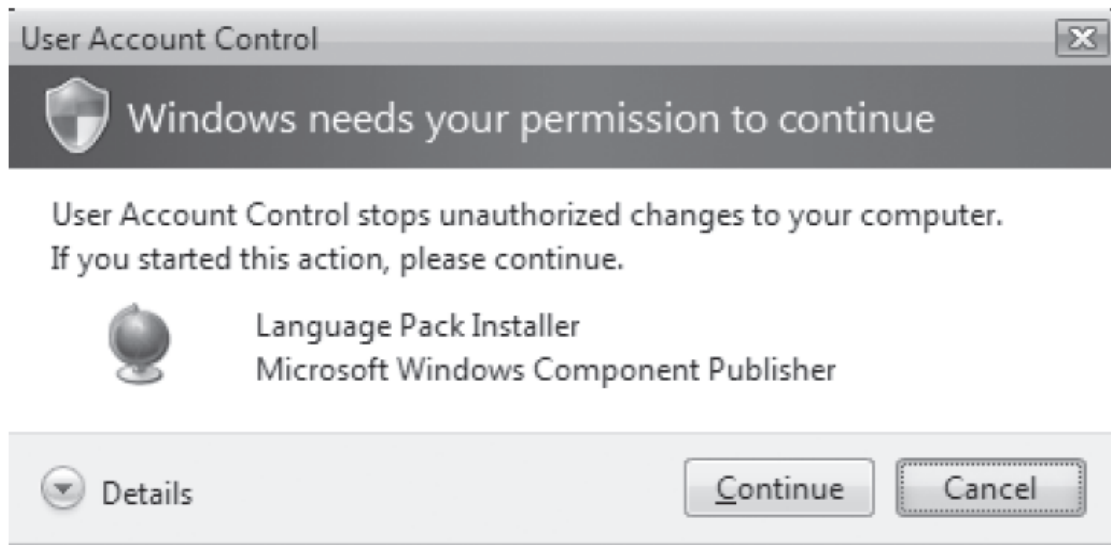 User Account Control
Windows needs your permission to continue
User Account Control stops unauthorized changes to your computer.
If you started this action, please continue.
Language Pack Installer
Microsoft Windows Component Publisher
Details
Continue
Cancel